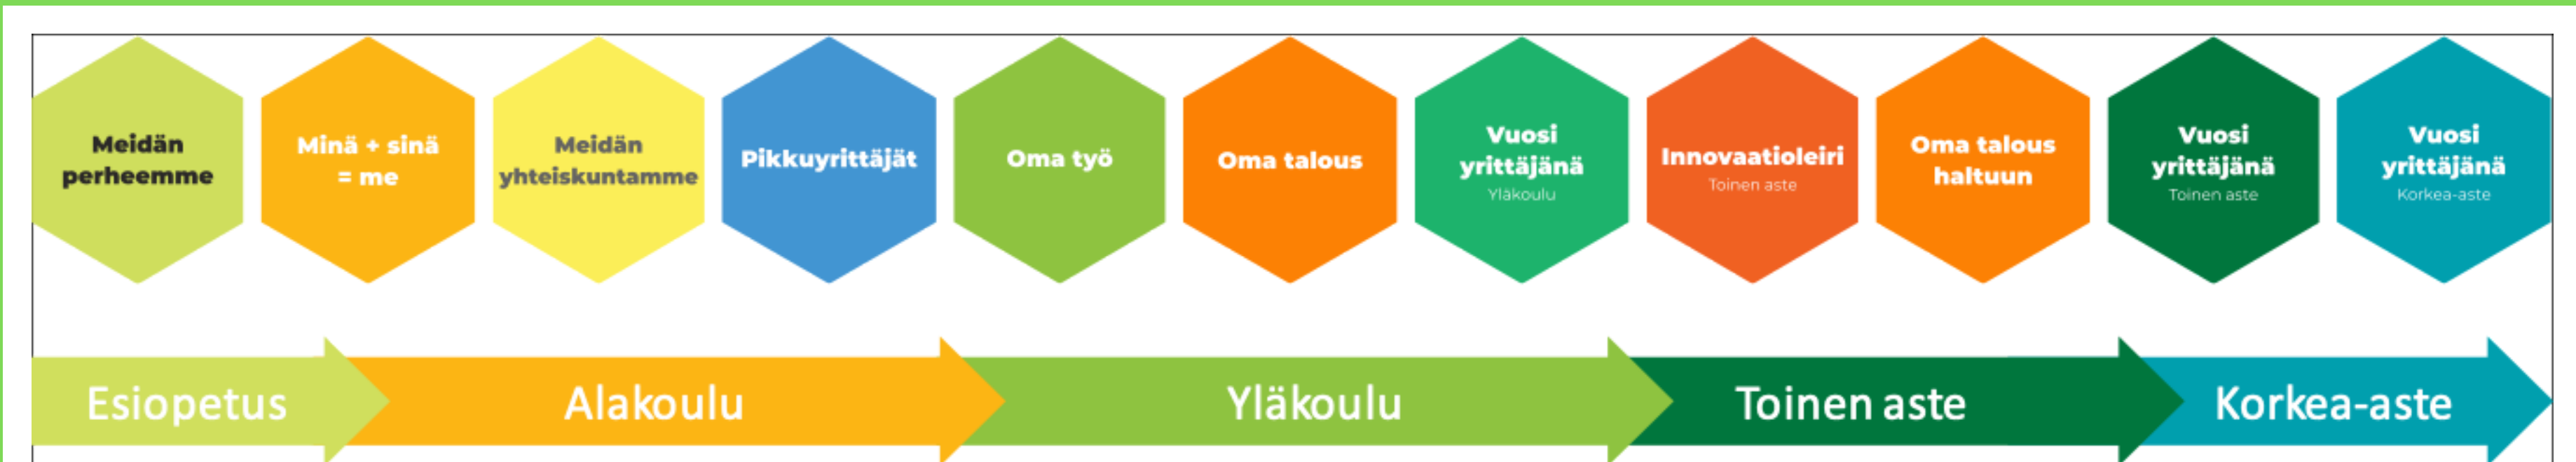 Meidän
perheemme
Minä + sinä
= me
Meidän
yhteiskuntamme
Pikkuyrittäjät
Oma työ
Oma talous
Vuosi
yrittäjänä
Yläkoulu
Innovaatioleiri
Toinen aste
Oma talous
haltuun
Vuosi
yrittäjänä
Toinen aste
Vuosi
yrittäjänä
Korkea-aste
Esiopetus
Alakoulu
Yläkoulu
Toinen aste
Korkea-aste